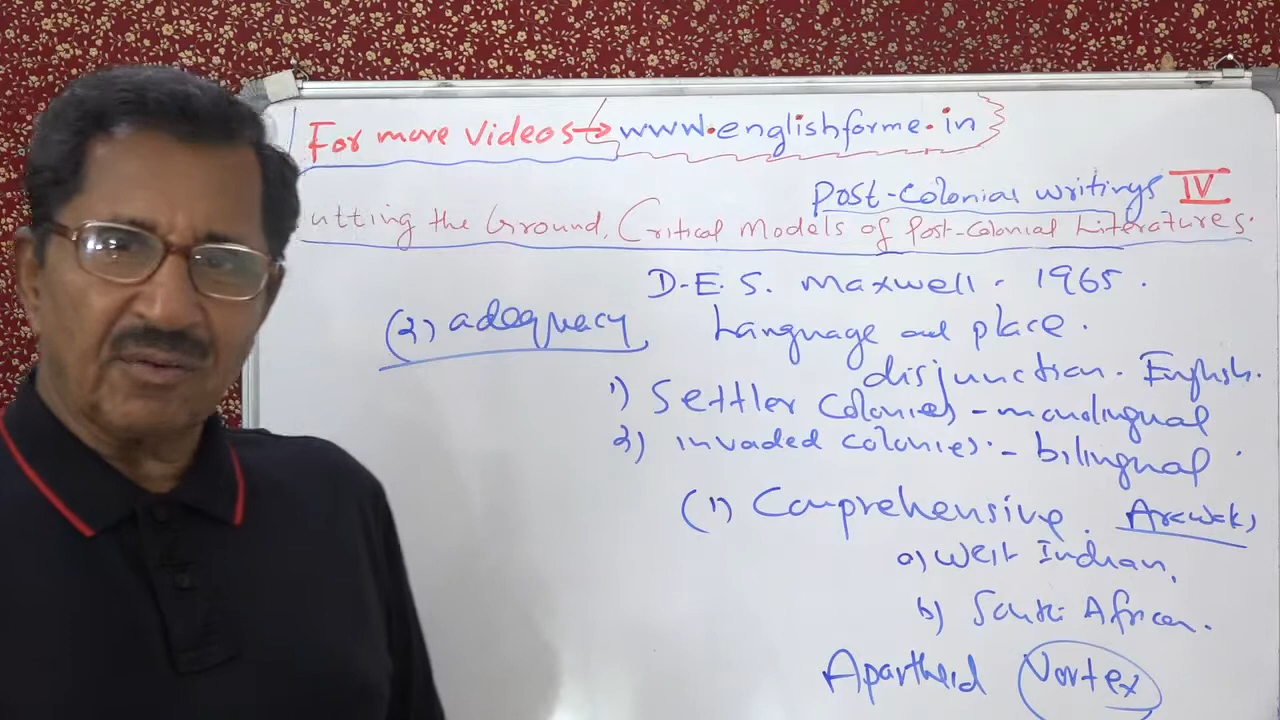 For more videos → www.englishforme.in
Post-Colonial writings IV
utting the Ground, Critical Models of Post-Colonial Literatures.
D.E.S. Maxwell. 1965.
(2) adequacy Language and place.
disjunction. English.
1) Settler Colonies - monolingual
2) invaded colonies. - bilingual
(1) Comprehensive. Arawaks
a) West Indian,
b) South African.
Apartheid Vortex